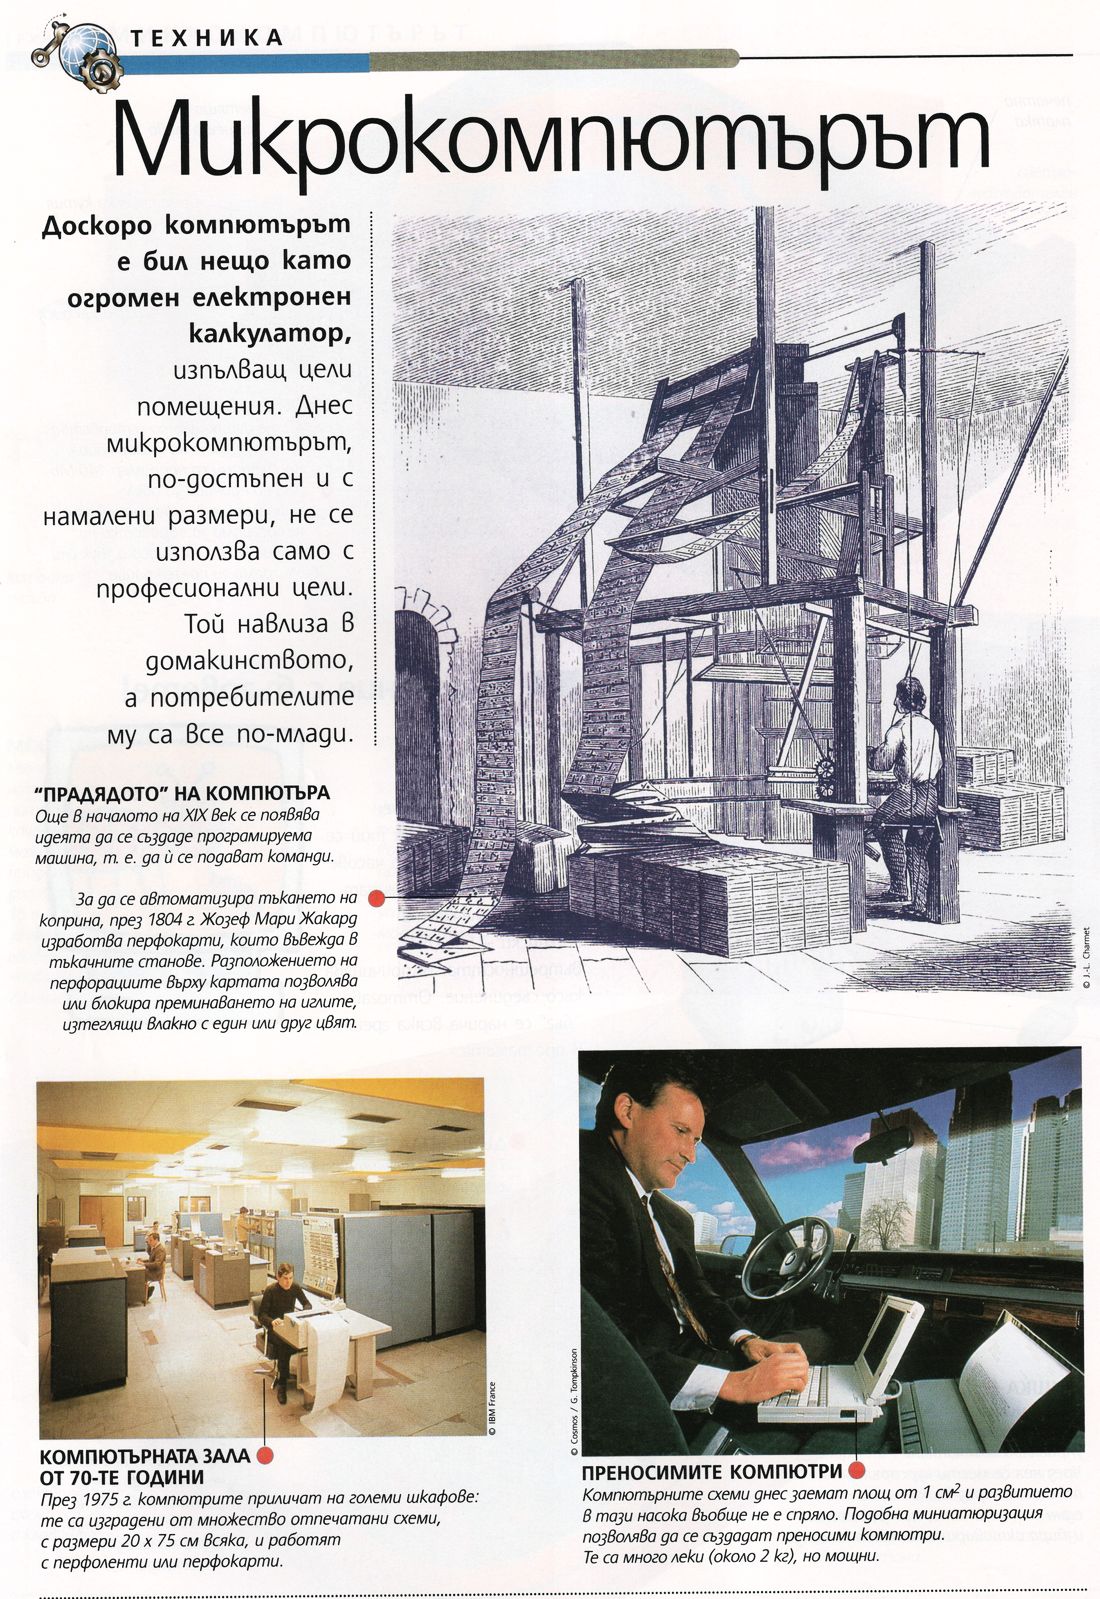 ТЕХНИКА
Микрокомпютърът
Доскоро компютърът
е бил нещо като
огромен електронен
калкулатор,
изпълващ цели
помещения. Днес
микрокомпютърът,
по-достъпен и с
намалени размери, не се
използва само с
професионални цели.
Той навлиза в
домакинството,
а потребителите
му са все по-млади.
“ПРАДЯДОТО” НА КОМПЮТЪРА
Още в началото на XIX век се появява
идеята да се създаде програмируема
машина, т. е. да ѝ се подават команди.
За да се автоматизира тъкането на
коприна, през 1804 г. Жозеф Мари Жакард
изработва перфокарти, които въвежда в
тъкачните станове. Разположението на
перфорациите върху картата позволява
или блокира преминаването на иглите,
изтеглящи влакно с един или друг цвят.
© J.-L. Charmet
© IBM France
КОМПЮТЪРНАТА ЗАЛА
ОТ 70-ТЕ ГОДИНИ
През 1975 г. компютрите приличат на големи шкафове:
те са изградени от множество отпечатани схеми,
с размери 20 x 75 см всяка, и работят
с перфоленти или перфокарти.
© Cosmos / G. Tompkinson
ПРЕНОСИМИТЕ КОМПЮТРИ
Компютърните схеми днес заемат площ от 1 см² и развитието
в тази насока въобще не е спряло. Подобна миниатюризация
позволява да се създадат преносими компютри.
Те са много леки (около 2 кг), но мощни.